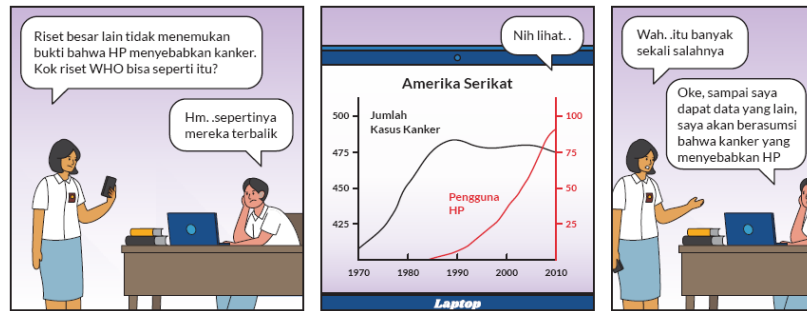 Riset besar lain tidak menemukan
bukti bahwa HP menyebabkan kanker.
Kok riset WHO bisa seperti itu?
Hm. .sepertinya
mereka terbalik
Nih lihat. .
Amerika Serikat
Jumlah
Kasus Kanker
Pengguna
HP
500
475
450
425
100
75
50
25
1970
1980
1990
2000
2010
Laptop
Wah. .itu banyak
sekali salahnya
Oke, sampai saya
dapat data yang lain,
saya akan berasumsi
bahwa kanker yang
menyebabkan HP